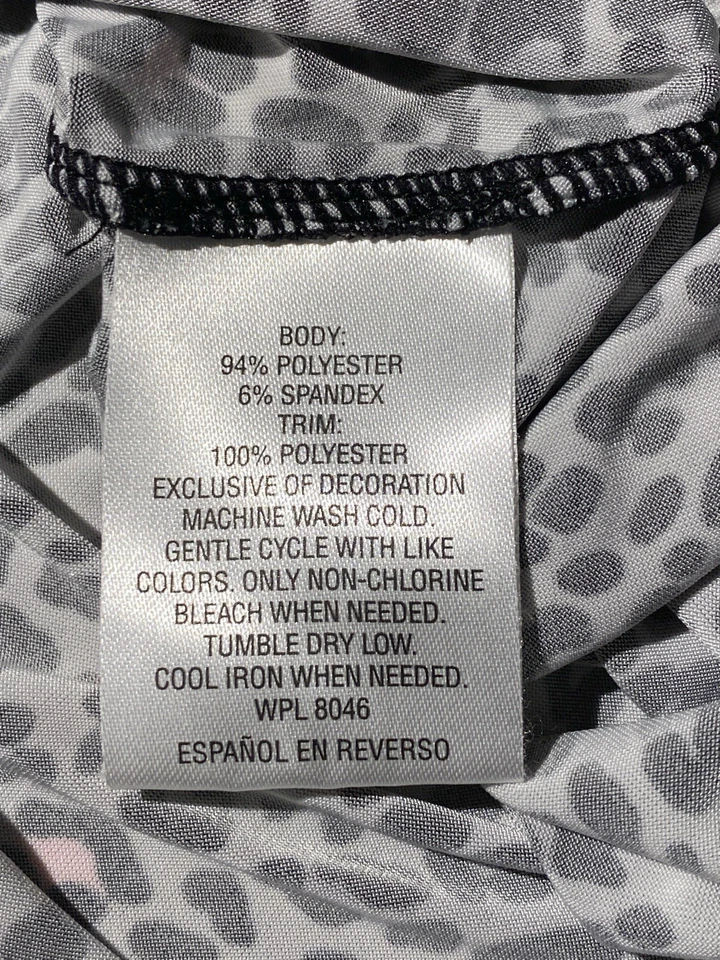 BODY:
94% POLYESTER
6% SPANDEX
TRIM:
100% POLYESTER
EXCLUSIVE OF DECORATION
MACHINE WASH COLD.
GENTLE CYCLE WITH LIKE
COLORS. ONLY NON-CHLORINE
BLEACH WHEN NEEDED.
TUMBLE DRY LOW.
COOL IRON WHEN NEEDED.
WPL 8046
ESPAÑOL EN REVERSO